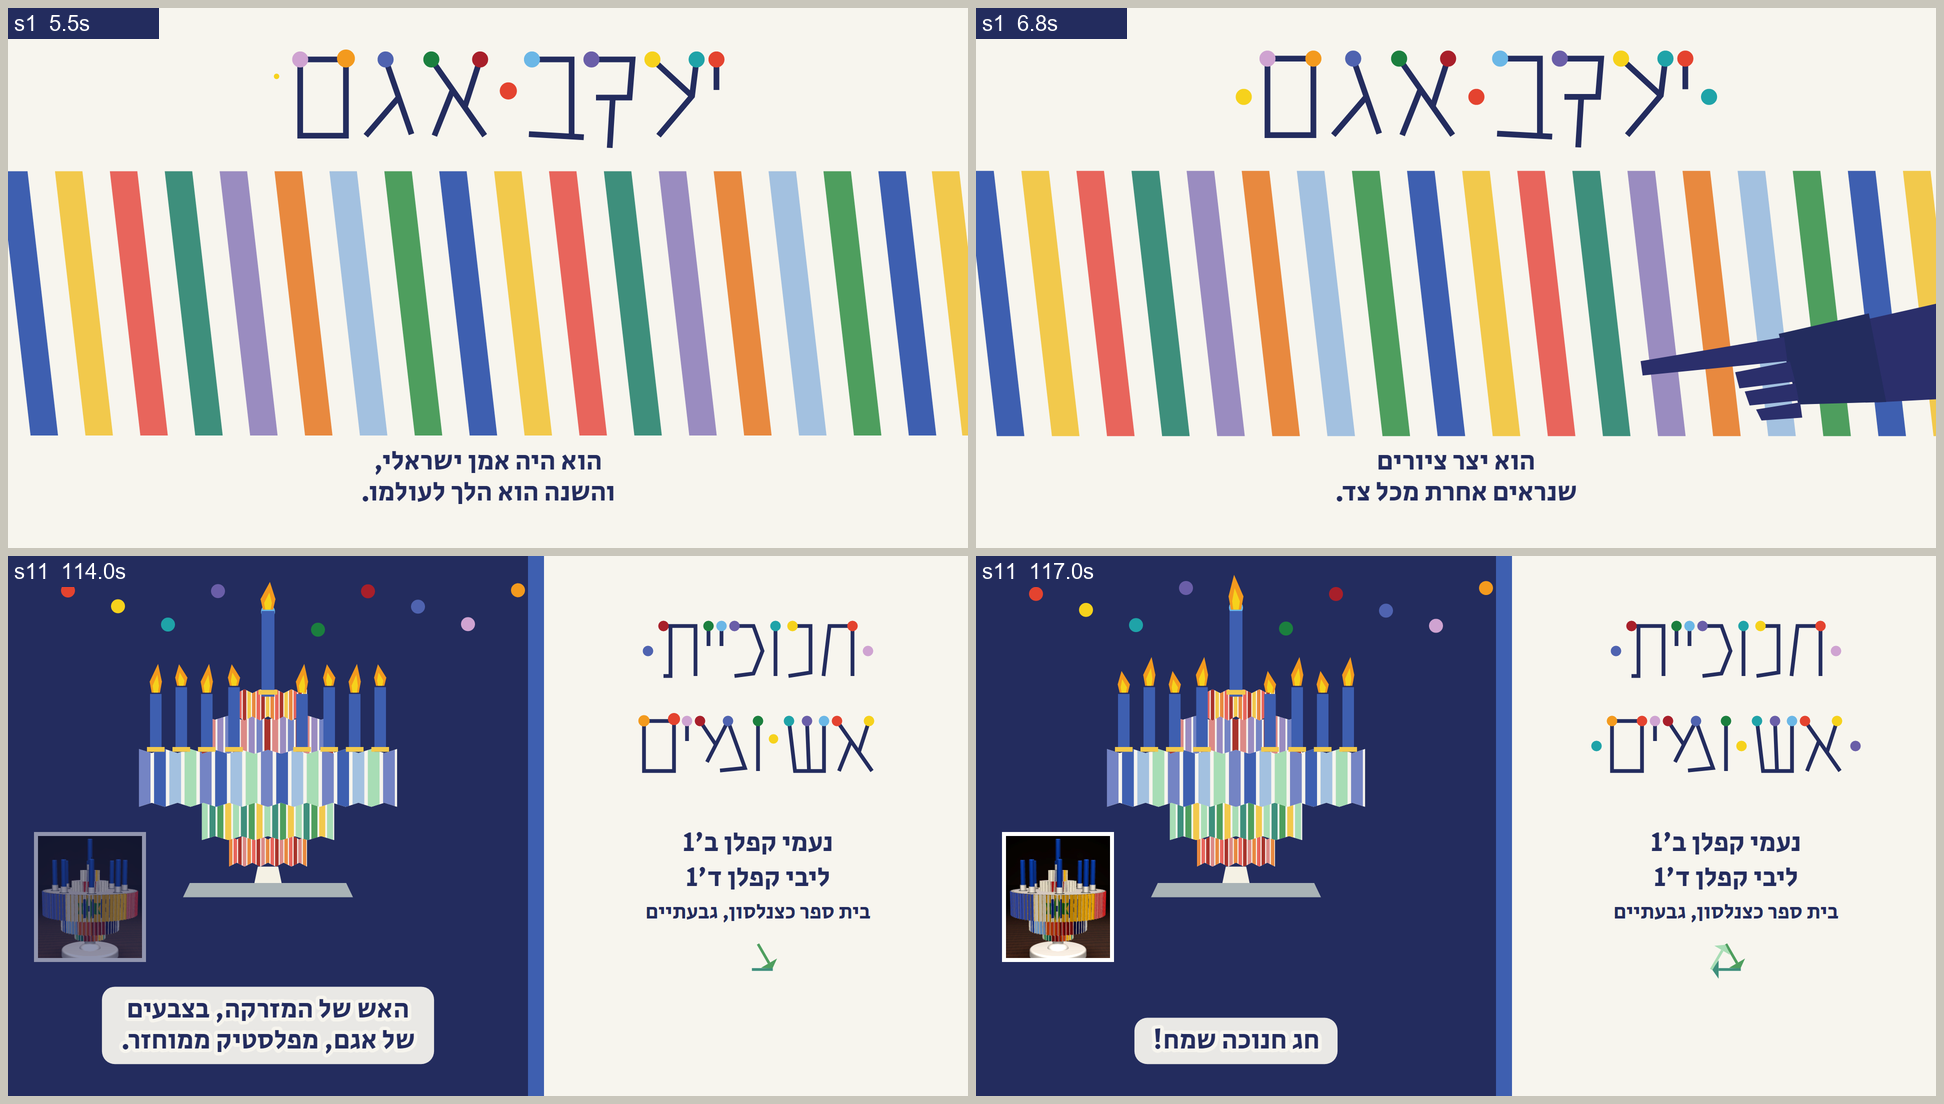 s1 5.5s
יעקב אגם
הוא היה אמן ישראלי,
והשנה הוא הלך לעולמו.
s1 6.8s
יעקב אגם
הוא יצר ציורים
שנראים אחרת מכל צד.
s11 114.0s
חנוכיית
אש ומים
נעמי קפלן ב'1
ליבי קפלן ד'1
בית ספר כצנלסון, גבעתיים
האש של המזרקה, בצבעים
של אגם, מפלסטיק ממוחזר.
s11 117.0s
חנוכיית
אש ומים
נעמי קפלן ב'1
ליבי קפלן ד'1
בית ספר כצנלסון, גבעתיים
חג חנוכה שמח!